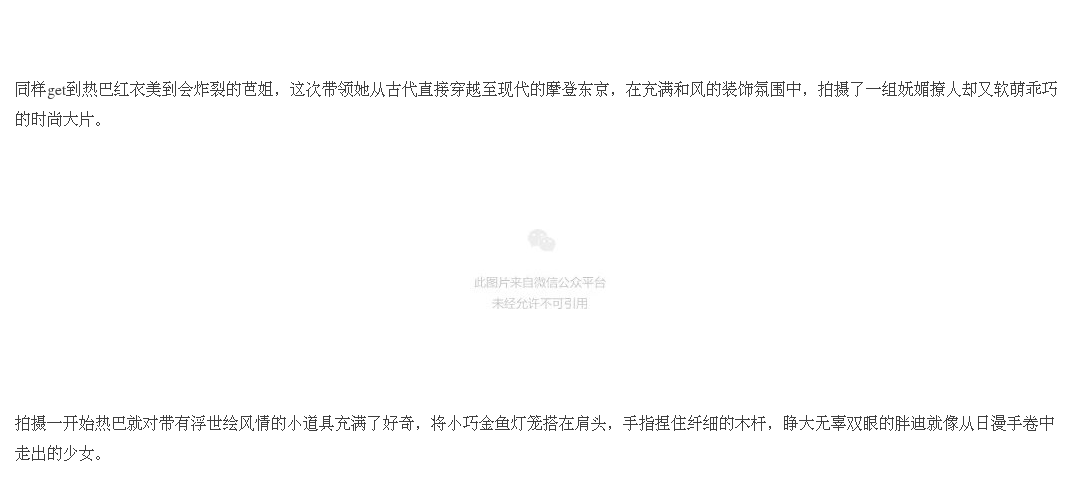 同样get到热巴红衣美到会炸裂的芭姐，这次带领她从古代直接穿越至现代的摩登东京，在充满和风的装饰氛围中，拍摄了一组妩媚撩人却又软萌乖巧
的时尚大片。
此图片来自微信公众平台
未经允许不可引用
拍摄一开始热巴就对带有浮世绘风情的小道具充满了好奇，将小巧金鱼灯笼搭在肩头，手指捏住纤细的木杆，睁大无辜双眼的胖迪就像从日漫手卷中
走出的少女。